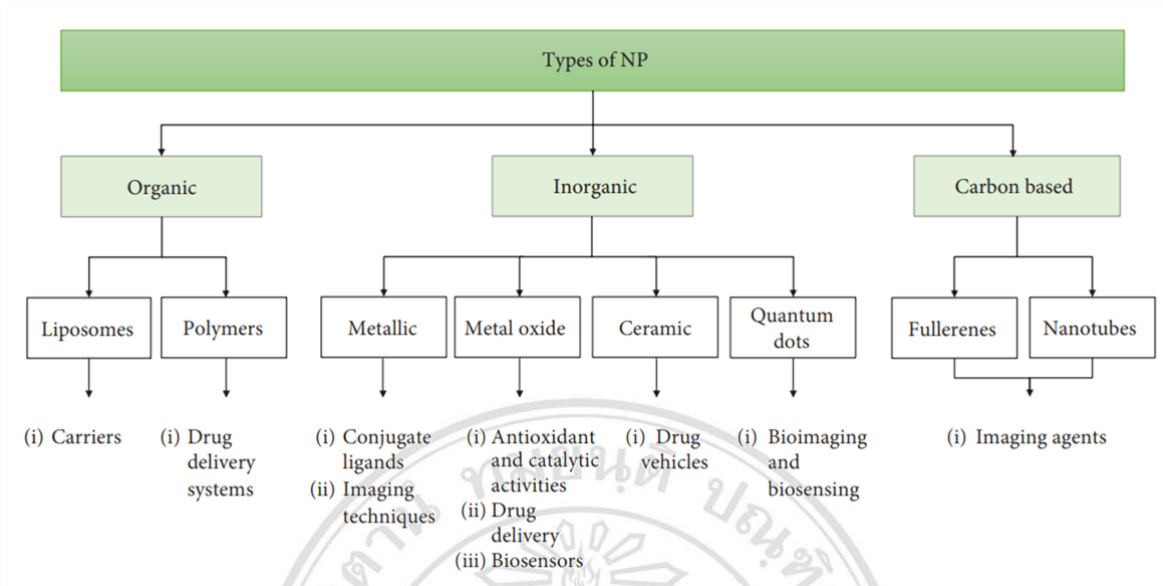 Types of NP
Organic
Inorganic
Carbon based
Liposomes
Polymers
Metallic
Metal oxide
Ceramic
Quantum
dots
Fullerenes
Nanotubes
(i) Carriers
(i) Drug
delivery
systems
(i) Conjugate
ligands
(ii) Imaging
techniques
(i) Antioxidant
and catalytic
activities
(ii) Drug
delivery
(iii) Biosensors
(i) Drug
vehicles
(i) Bioimaging
and
biosensing
(i) Imaging agents